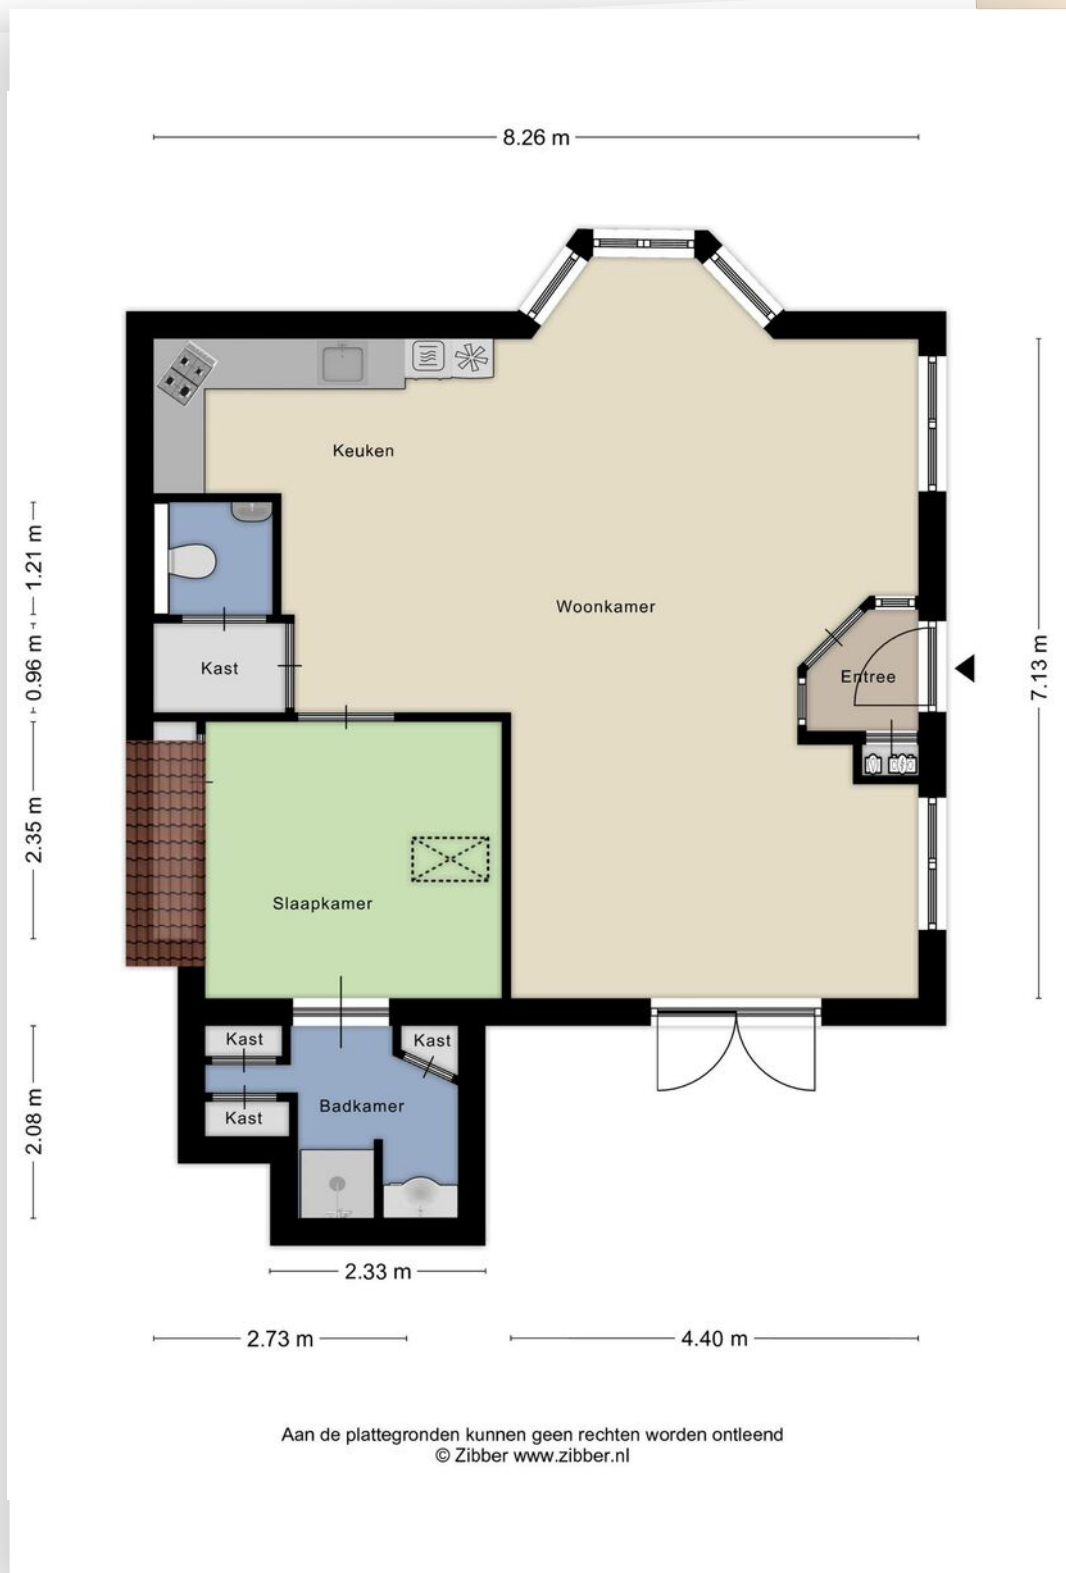 8.26 m
Keuken
1.21 m
Woonkamer
0.96 m
Kast
Entree
7.13 m
2.35 m
Slaapkamer
Kast
Kast
2.08 m
Badkamer
Kast
2.33 m
2.73 m
4.40 m
Aan de plattegronden kunnen geen rechten worden ontleend
© Zibber www.zibber.nl